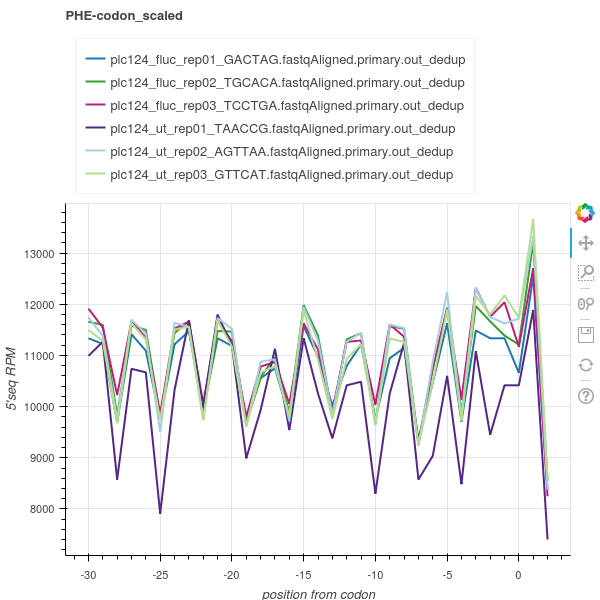 PHE-codon_scaled
plc124_fluc_rep01_GACTAG.fastqAligned.primary.out_dedup
plc124_fluc_rep02_TGCACA.fastqAligned.primary.out_dedup
plc124_fluc_rep03_TCCTGA.fastqAligned.primary.out_dedup
plc124_ut_rep01_TAACCG.fastqAligned.primary.out_dedup
plc124_ut_rep02_AGTTAA.fastqAligned.primary.out_dedup
plc124_ut_rep03_GTTCAT.fastqAligned.primary.out_dedup
13000
12000
11000
10000
9000
8000
5'seq RPM
-30 -25 -20 -15 -10 -5 0
position from codon